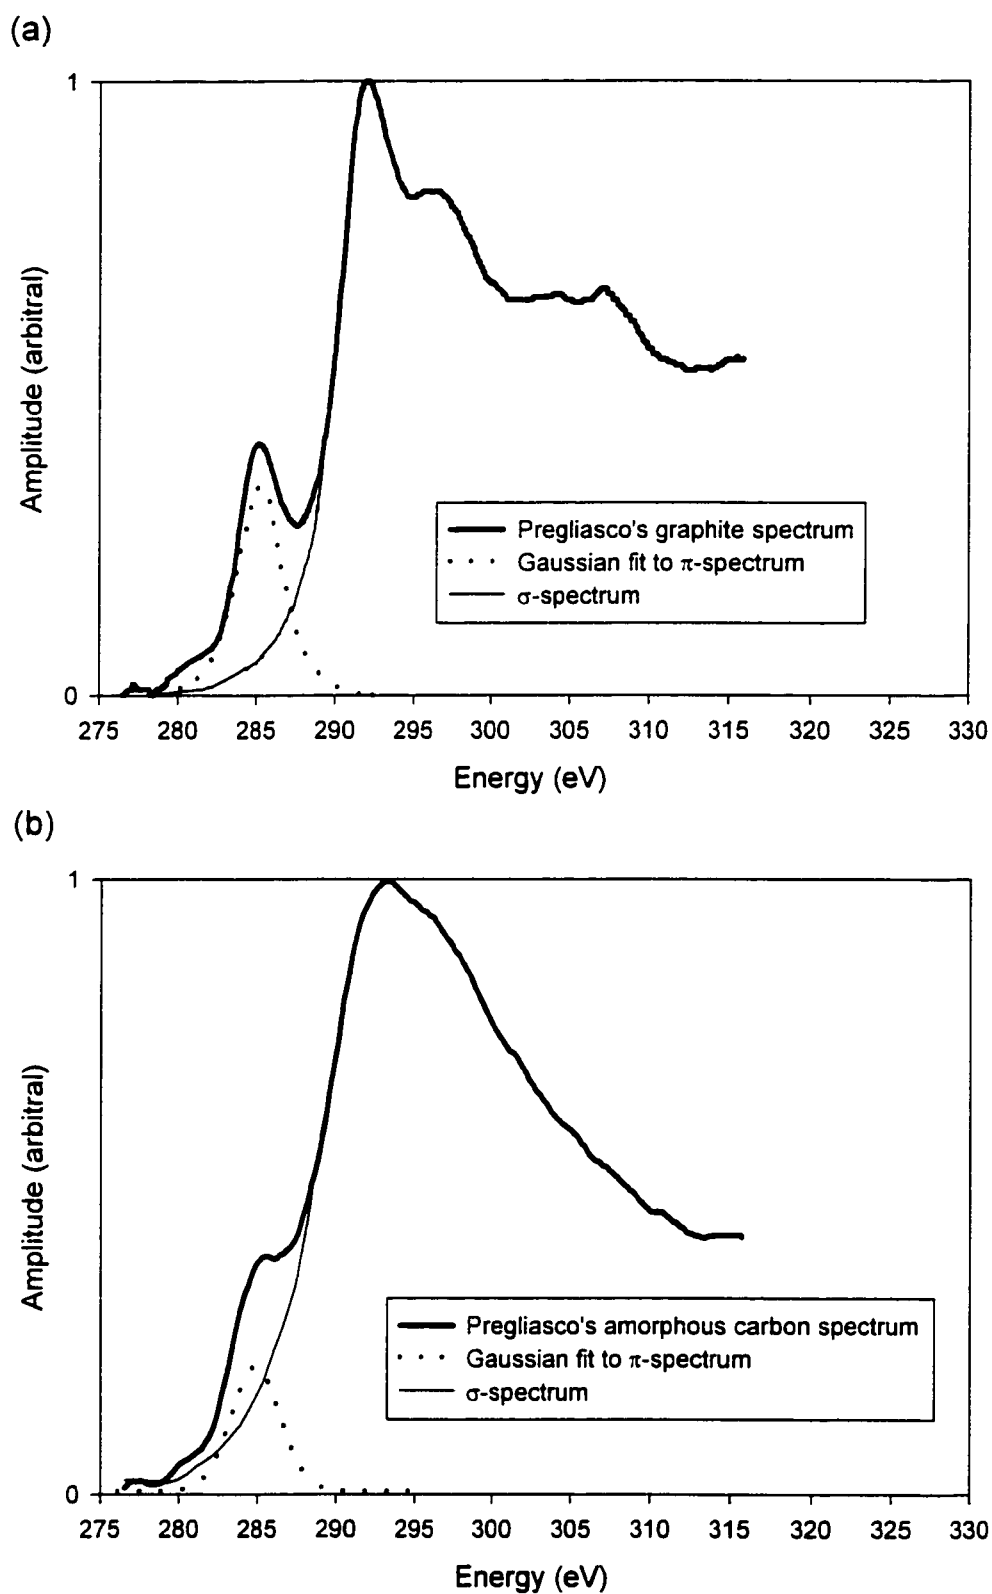 (a)
1
Amplitude (arbitral)
Pregliasco's graphite spectrum
Gaussian fit to π-spectrum
σ-spectrum
0
275 280 285 290 295 300 305 310 315 320 325 330
Energy (eV)
(b)
1
Amplitude (arbitral)
Pregliasco's amorphous carbon spectrum
Gaussian fit to π-spectrum
σ-spectrum
0
275 280 285 290 295 300 305 310 315 320 325 330
Energy (eV)